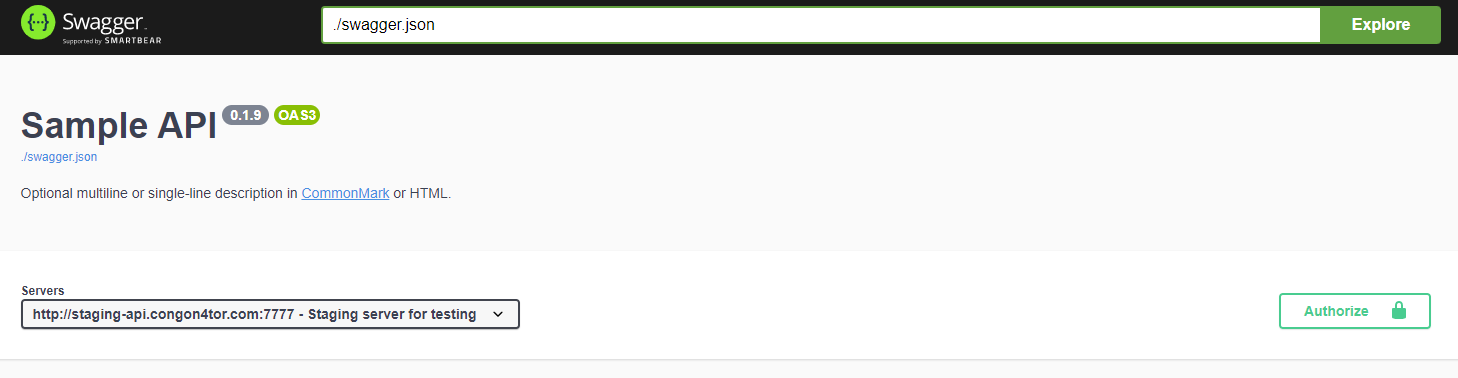 Swagger
Supported by SMARTBEAR
./swagger.json
Explore
Sample API 0.1.9 OAS3
./swagger.json
Optional multiline or single-line description in CommonMark or HTML.
Servers
http://staging-api.congon4tor.com:7777 - Staging server for testing
Authorize